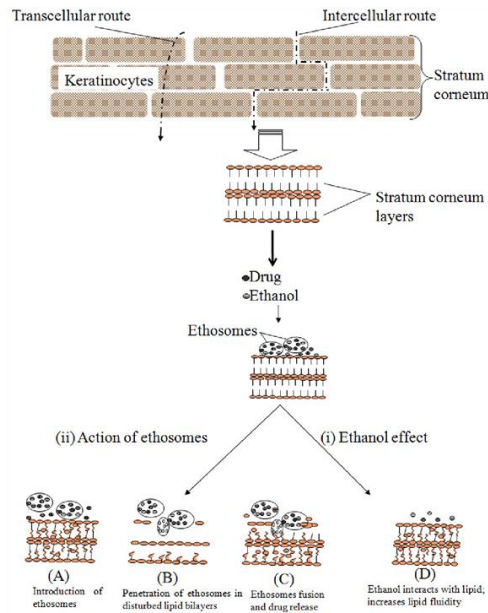 Transcellular route
Intercellular route
Keratinocytes
Stratum
corneum
Stratum corneum
layers
Drug
Ethanol
Ethosomes
(ii) Action of ethosomes
(i) Ethanol effect
(A)
Introduction of
ethosomes
(B)
Penetration of ethosomes in
disturbed lipid bilayers
(C)
Ethosomes fusion
and drug release
(D)
Ethanol interacts with lipid;
increases lipid fluidity